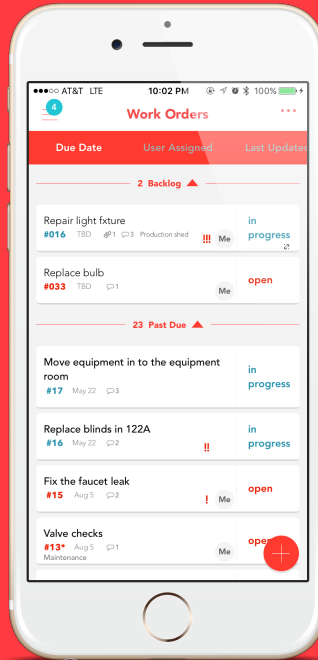 AT&T LTE 10:02 PM 100%
4
Work Orders
Due Date User Assigned Last Updated
2 Backlog
Repair light fxture
#016 TBD 1 3 Production shed !!! Me
in
progress
Replace bulb
#033 TBD 1 Me
open
23 Past Due
Move equipment in to the equipment
room
#17 May 22 3
in
progress
Replace blinds in 122A
#16 May 22 2 !!
in
progress
Fix the faucet leak
#15 Aug 5 2 ! Me
open
Valve checks
#13* Aug 5 1 Me
Maintenance
open